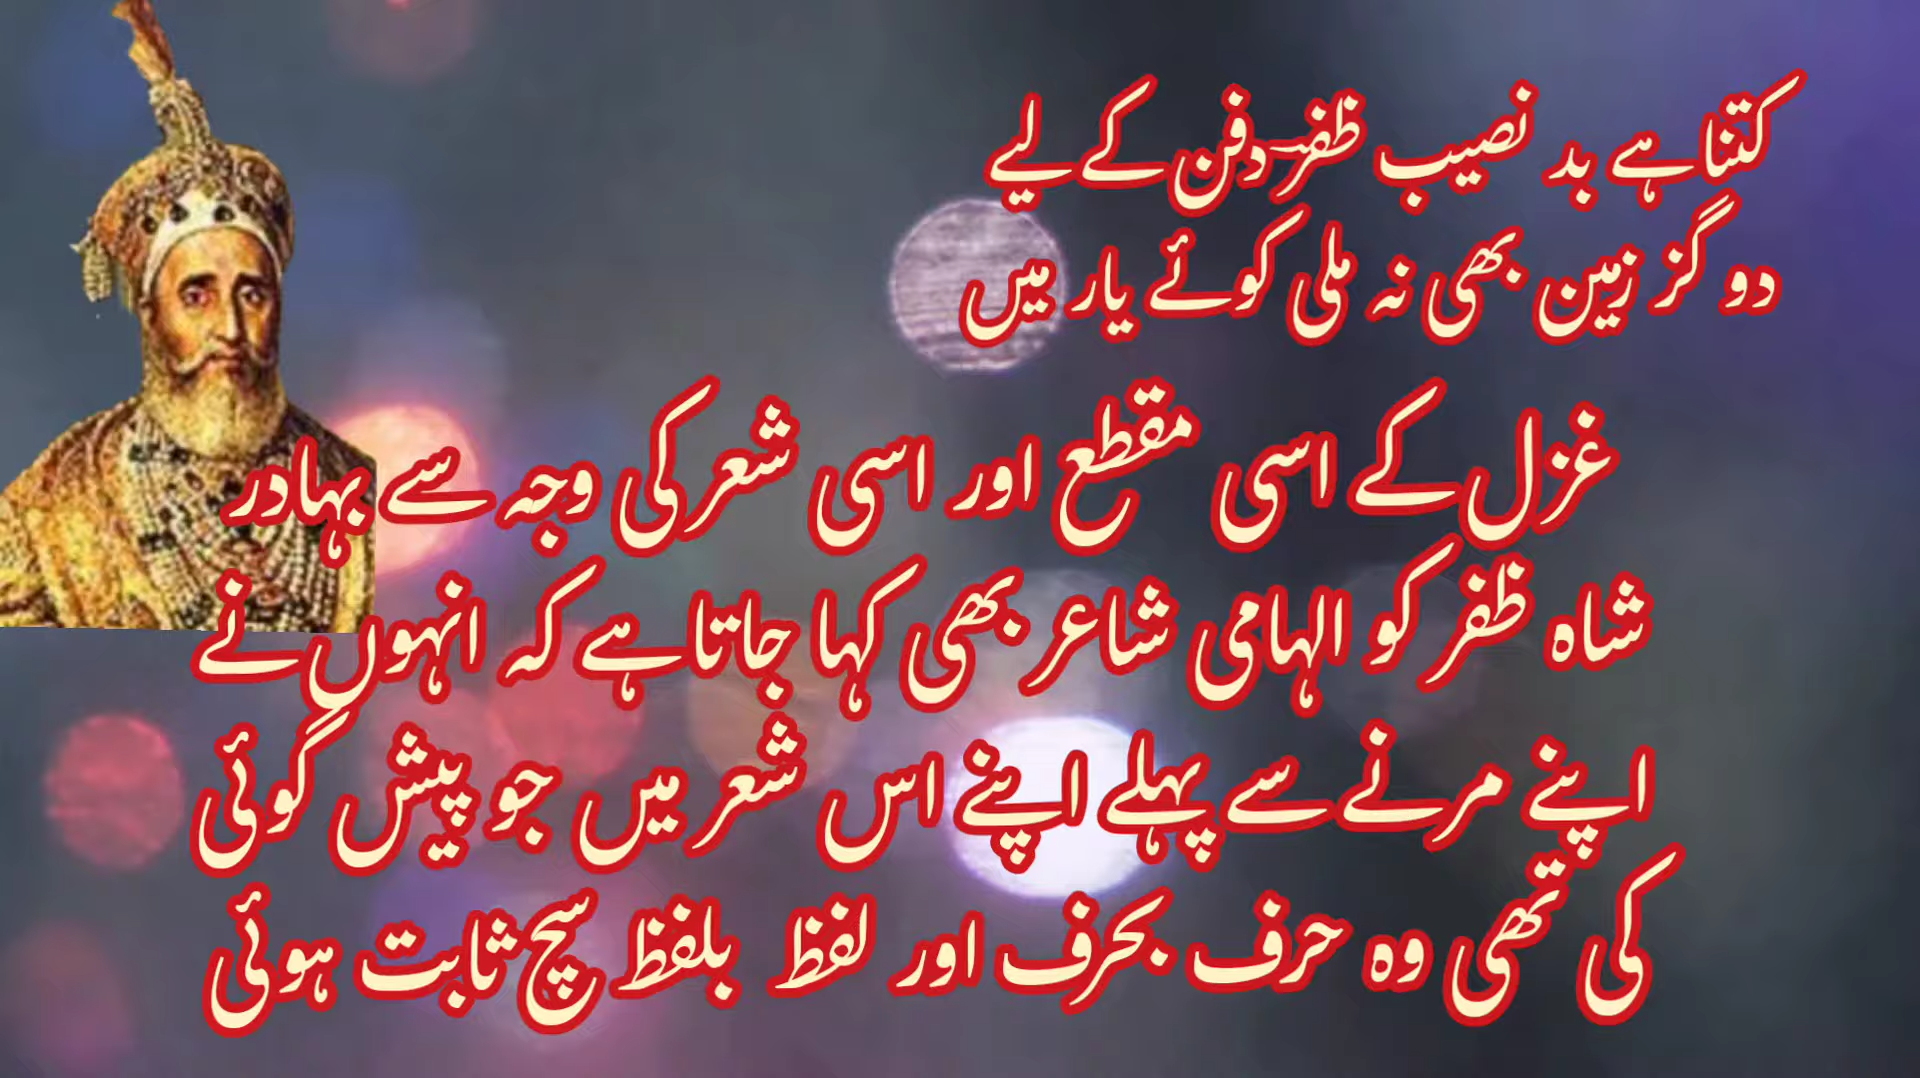 کتنا ہے بد نصیب ظفرؔ دفن کے لیے
دو گز زمین بھی نہ ملی کوئے یار میں
غزل کے اسی مقطع اور اسی شعر کی وجہ سے بہادر
شاہ ظفر کو الہامی شاعر بھی کہا جاتا ہے کہ انہوں نے
اپنے مرنے سے پہلے اپنے اس شعر میں جو پیش گوئی
کی تھی وہ حرف بحرف اور لفظ بلفظ سچ ثابت ہوئی